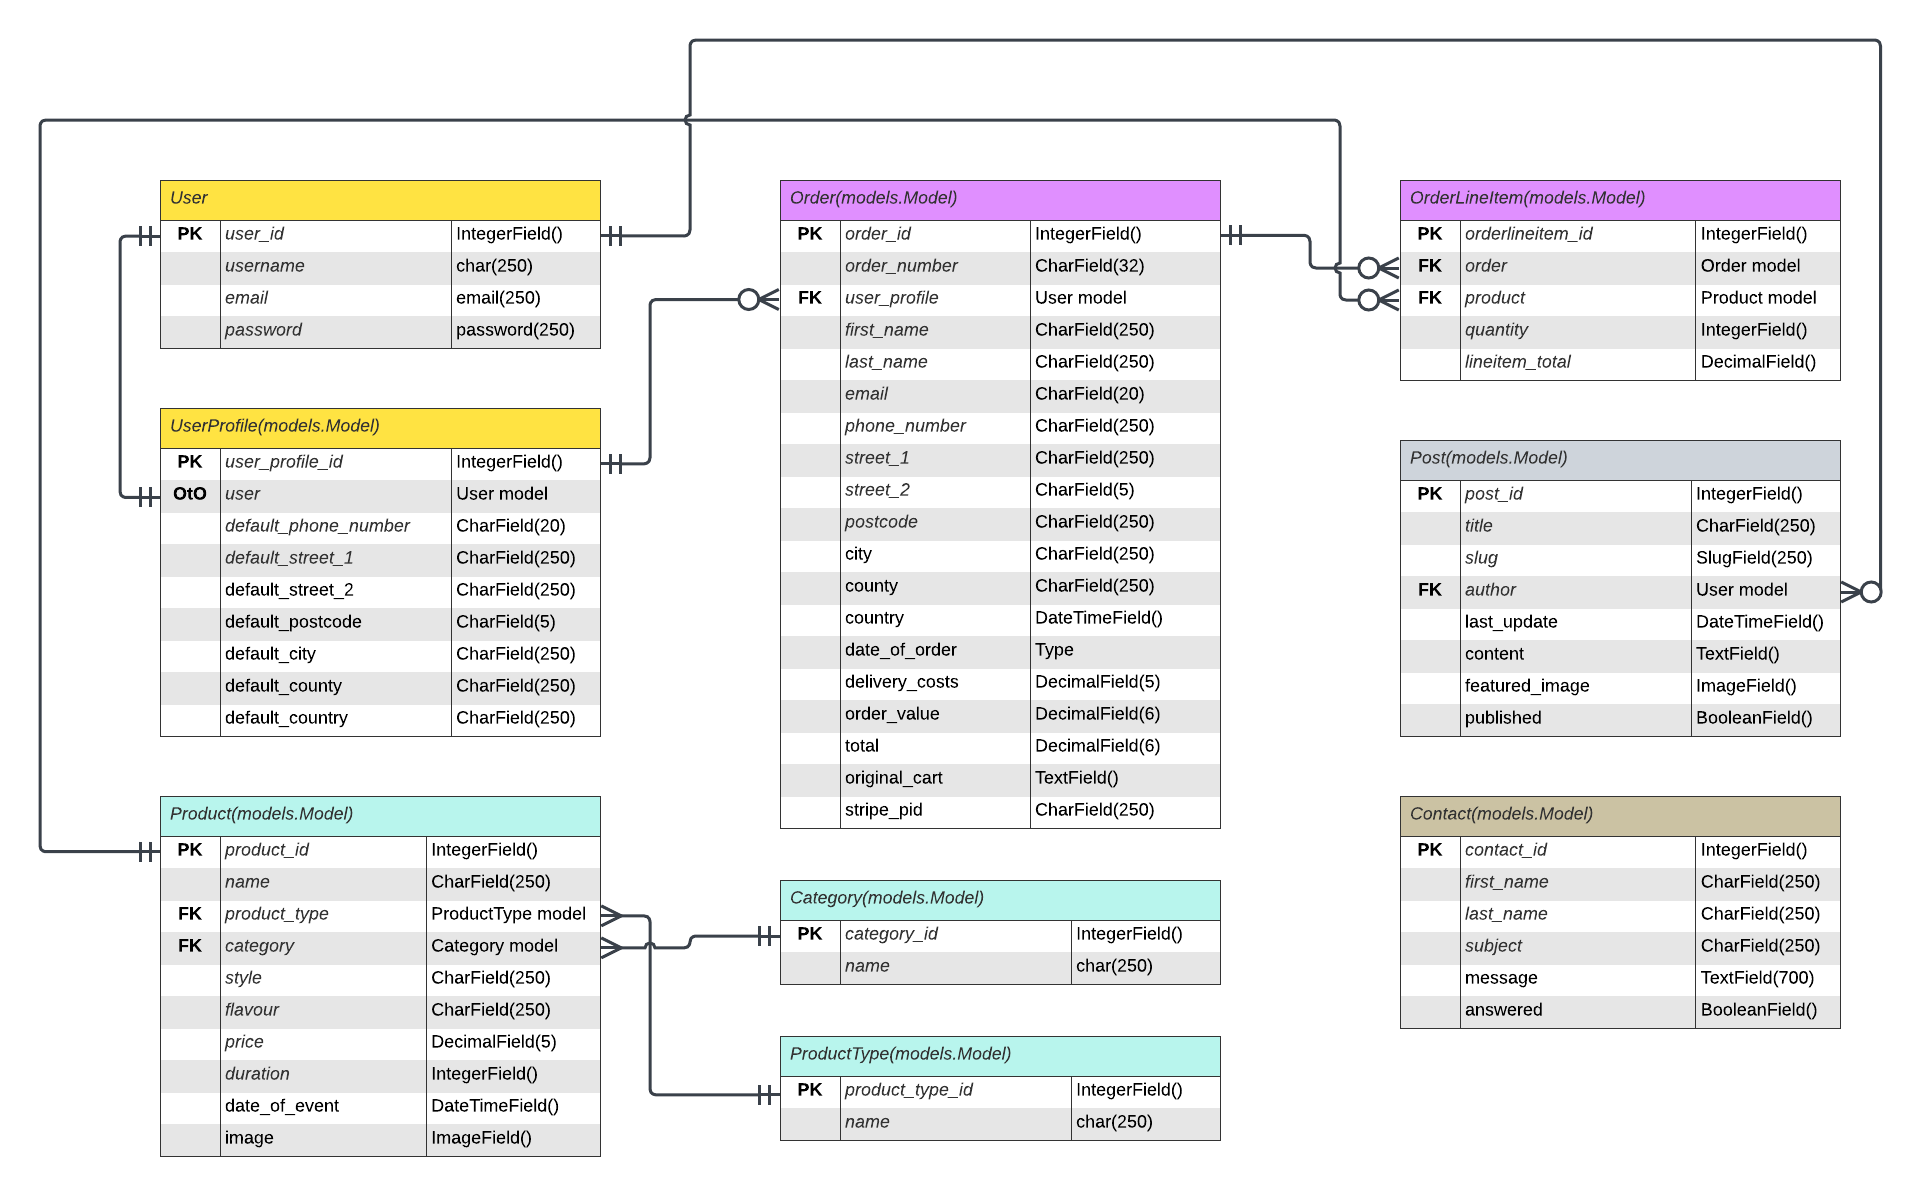 User
PK user_id IntegerField()
username char(250)
email email(250)
password password(250)
UserProfile(models.Model)
PK user_profile_id IntegerField()
OtO user User model
default_phone_number CharField(20)
default_street_1 CharField(250)
default_street_2 CharField(250)
default_postcode CharField(5)
default_city CharField(250)
default_county CharField(250)
default_country CharField(250)
Product(models.Model)
PK product_id IntegerField()
name CharField(250)
FK product_type ProductType model
FK category Category model
style CharField(250)
flavour CharField(250)
price DecimalField(5)
duration IntegerField()
date_of_event DateTimeField()
image ImageField()
Order(models.Model)
PK order_id IntegerField()
order_number CharField(32)
FK user_profile User model
first_name CharField(250)
last_name CharField(250)
email CharField(20)
phone_number CharField(250)
street_1 CharField(250)
street_2 CharField(5)
postcode CharField(250)
city CharField(250)
county CharField(250)
country DateTimeField()
date_of_order Type
delivery_costs DecimalField(5)
order_value DecimalField(6)
total DecimalField(6)
original_cart TextField()
stripe_pid CharField(250)
Category(models.Model)
PK category_id IntegerField()
name char(250)
ProductType(models.Model)
PK product_type_id IntegerField()
name char(250)
OrderLineItem(models.Model)
PK orderlineitem_id IntegerField()
FK order Order model
FK product Product model
quantity IntegerField()
lineitem_total DecimalField()
Post(models.Model)
PK post_id IntegerField()
title CharField(250)
slug SlugField(250)
FK author User model
last_update DateTimeField()
content TextField()
featured_image ImageField()
published BooleanField()
Contact(models.Model)
PK contact_id IntegerField()
first_name CharField(250)
last_name CharField(250)
subject CharField(250)
message TextField(700)
answered BooleanField()